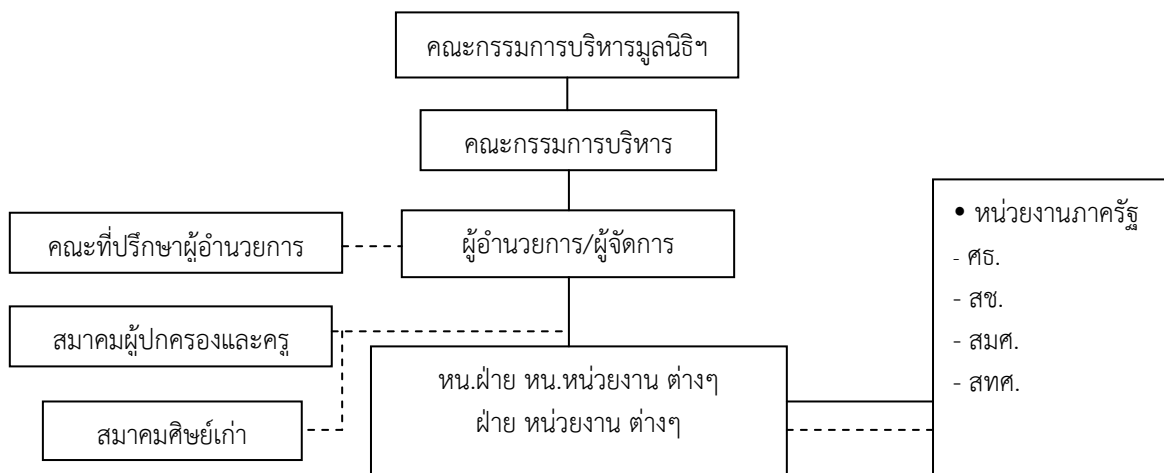 คณะกรรมการบริหารมูลนิธิฯ
คณะกรรมการบริหาร
คณะที่ปรึกษาผู้อำนวยการ
ผู้อำนวยการ/ผู้จัดการ
สมาคมผู้ปกครองและครู
สมาคมศิษย์เก่า
หน.ฝ่าย หน.หน่วยงาน ต่างๆ
ฝ่าย หน่วยงาน ต่างๆ
• หน่วยงานภาครัฐ
- ศธ.
- สช.
- สมศ.
- สทศ.